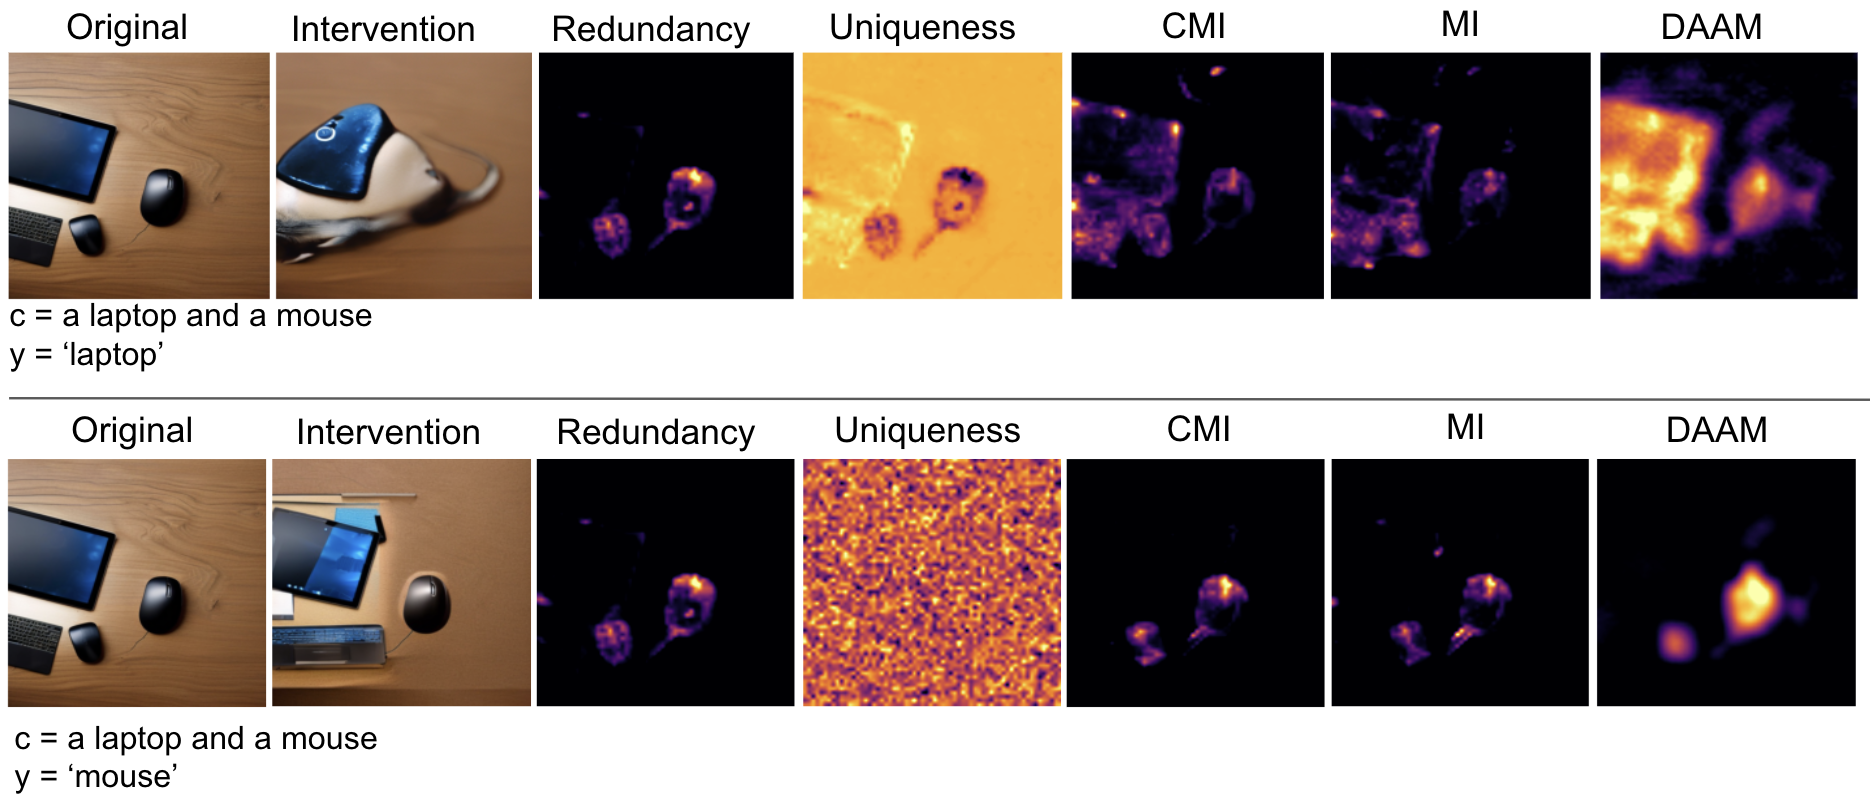 Original Intervention Redundancy Uniqueness CMI MI DAAM
c = a laptop and a mouse
y = ‘laptop’
Original Intervention Redundancy Uniqueness CMI MI DAAM
c = a laptop and a mouse
y = ‘mouse’